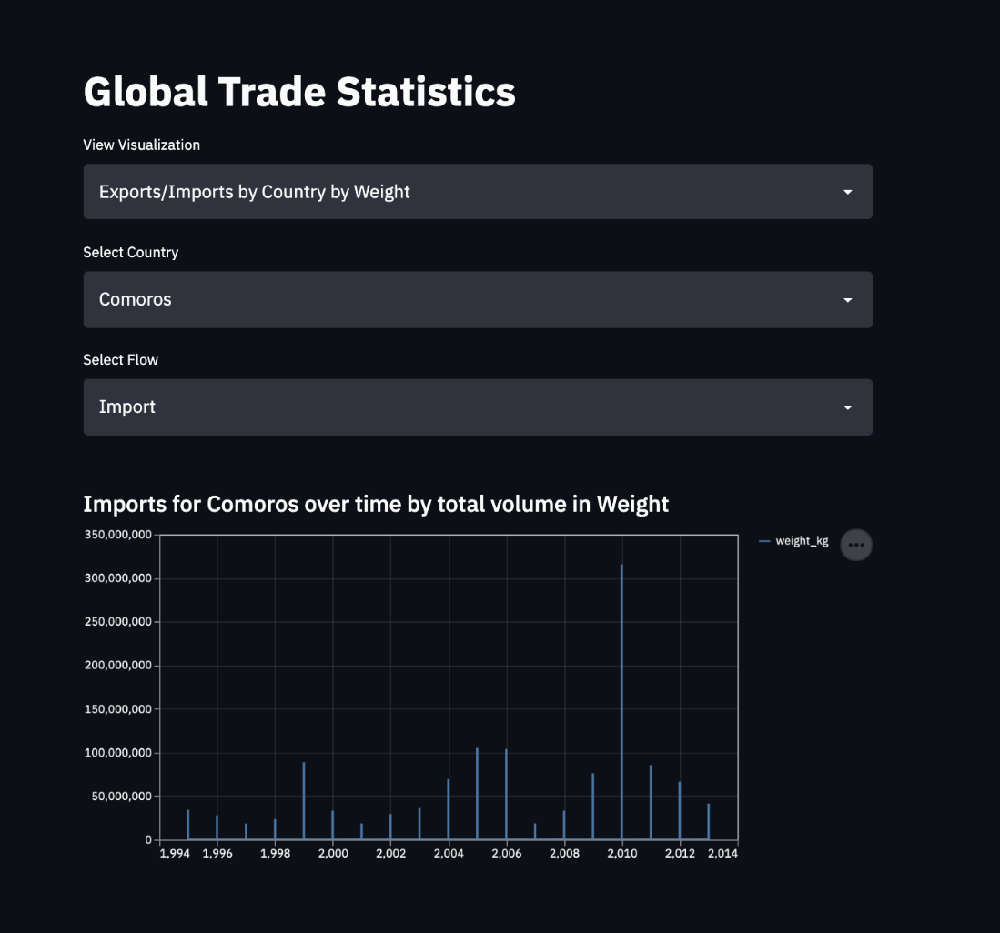 Global Trade Statistics
View Visualization
Exports/Imports by Country by Weight
Select Country
Comoros
Select Flow
Import
Imports for Comoros over time by total volume in Weight
350,000,000
weight_kg
300,000,000
250,000,000
200,000,000
150,000,000
100,000,000
50,000,000
0
1,994 1,996 1,998 2,000 2,002 2,004 2,006 2,008 2,010 2,012 2,014